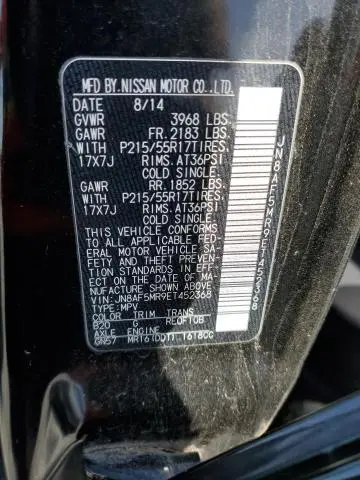 MFD BY.NISSAN MOTOR CO.,LTD.
DATE 8/14
GVWR 3968 LBS.
GAWR FR.2183 LBS.
WITH P215/55R17TIRES,
17X7J RIMS.AT36PSI
COLD SINGLE.
GAWR RR.1852 LBS.
WITH P215/55R17TIRES,
17X7J RIMS.AT36PSI
COLD SINGLE.
THIS VEHICLE CONFORMS
TO ALL APPLICABLE FED-
ERAL MOTOR VEHICLE SA-
FETY AND THEFT PREVENTION
STANDARDS IN EFF-
ECT ON THE DATE OF MA-
NUFACTURE SHOWN ABOVE.
VIN:JN8AF5MR9ET452368
TYPE:MPV
COLOR TRIM TRANS
B20 G RE0F10B
AXLE ENGINE
GN57 MR16(DDT) 1618CC
JN8AF5MR9ET452368